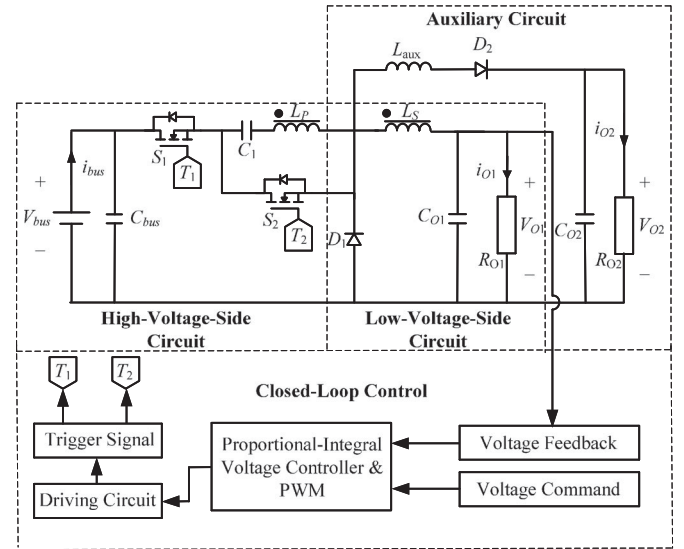 Auxiliary Circuit
L_aux
D_2
i_bus
+
V_bus
−
C_bus
S_1
T_1
C_1
L_P
S_2
T_2
D_1
L_S
C_O1
i_O1
R_O1
+
V_O1
−
C_O2
i_O2
R_O2
+
V_O2
−
High-Voltage-Side
Circuit
Low-Voltage-Side
Circuit
Closed-Loop Control
T_1
T_2
Trigger Signal
Driving Circuit
Proportional-Integral
Voltage Controller &
PWM
Voltage Feedback
Voltage Command